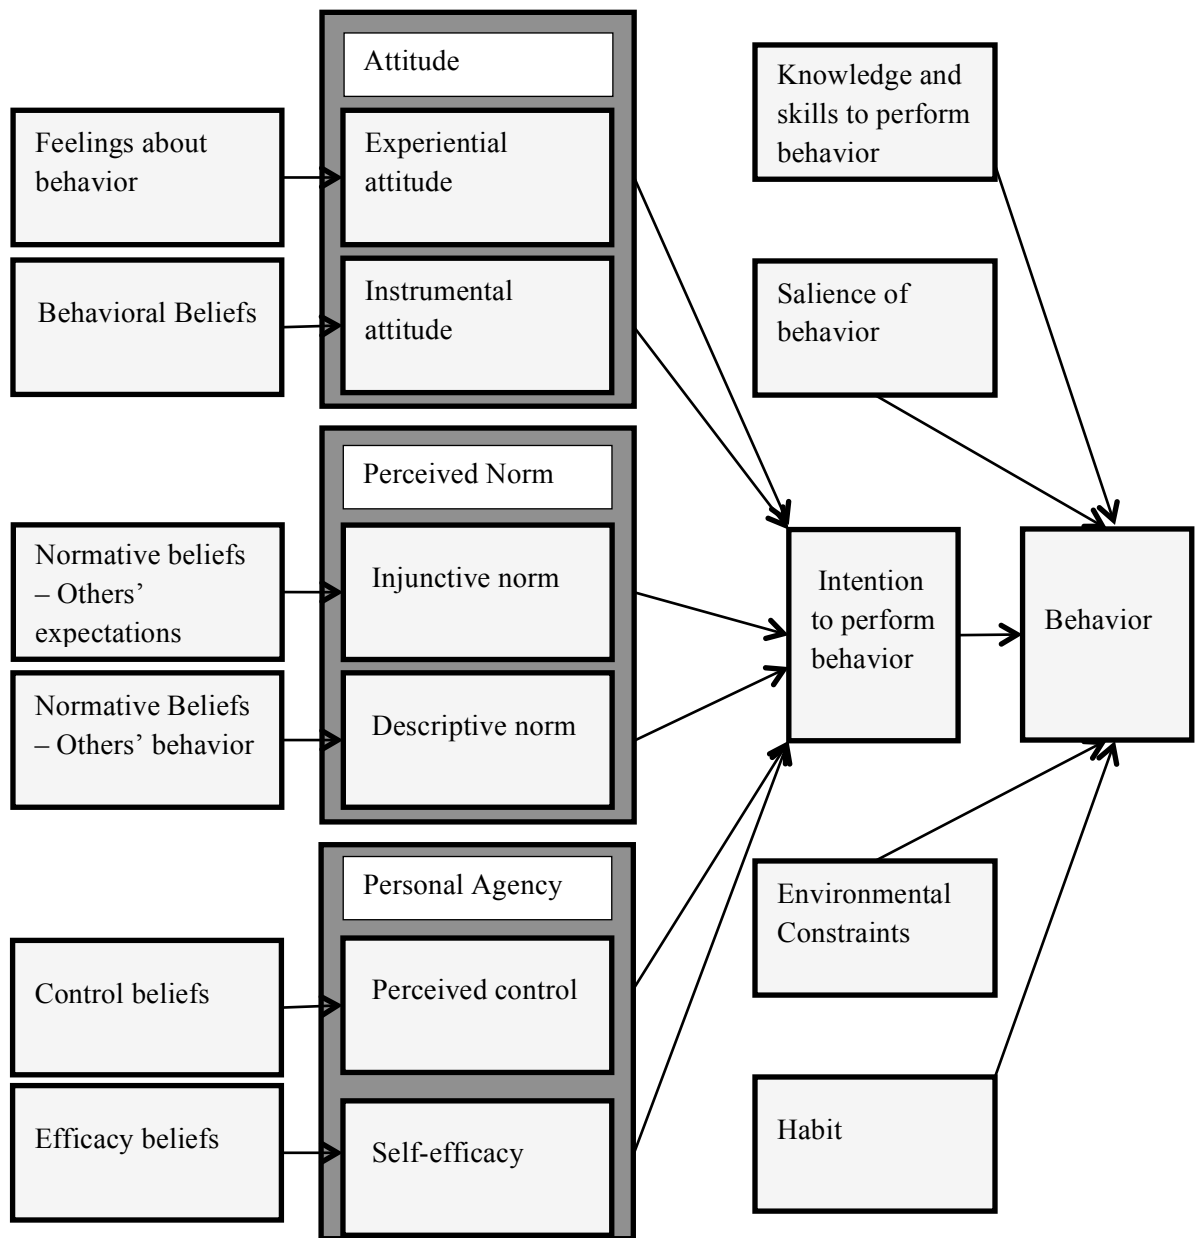 Attitude
Feelings about
behavior
Experiential
attitude
Behavioral Beliefs
Instrumental
attitude
Perceived Norm
Normative beliefs
– Others’
expectations
Injunctive norm
Normative Beliefs
– Others’ behavior
Descriptive norm
Personal Agency
Control beliefs
Perceived control
Efficacy beliefs
Self-efficacy
Knowledge and
skills to perform
behavior
Salience of
behavior
Intention
to perform
behavior
Behavior
Environmental
Constraints
Habit